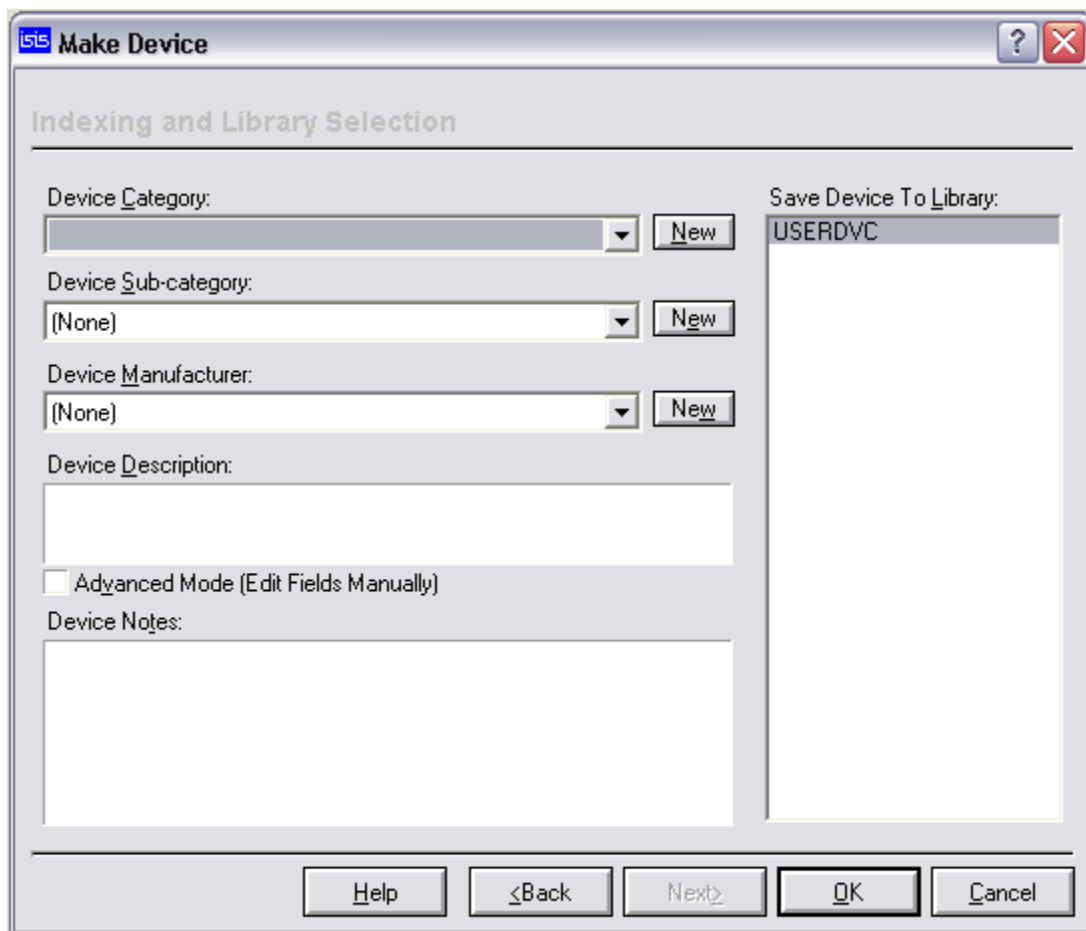 isis Make Device
?
Indexing and Library Selection
Device Category:
New
Device Sub-category:
(None)
New
Device Manufacturer:
(None)
New
Device Description:
Advanced Mode (Edit Fields Manually)
Device Notes:
Save Device To Library:
USERDVC
Help
<Back
Next>
OK
Cancel